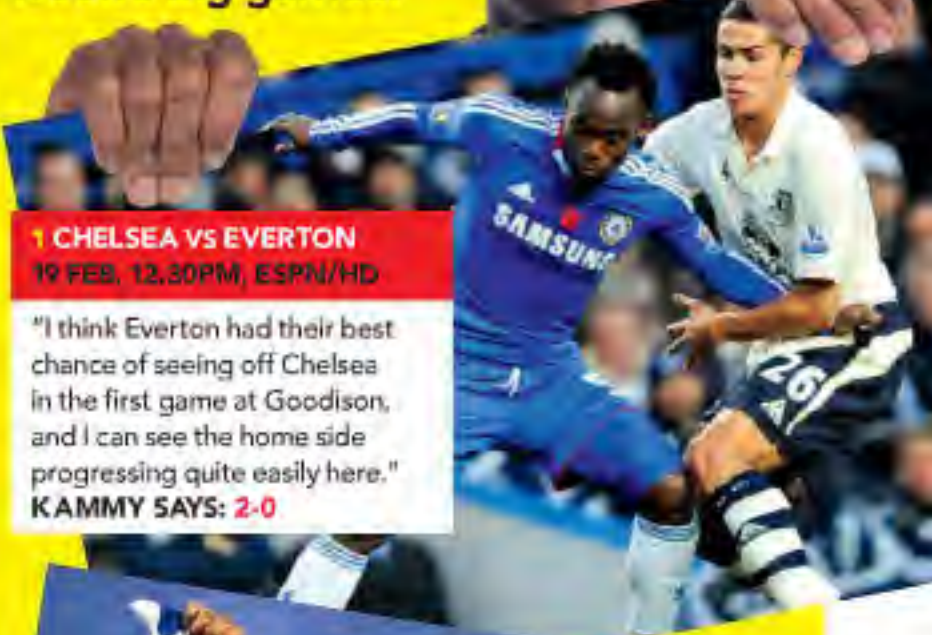 1 CHELSEA VS EVERTON
19 FEB, 12.30PM, ESPN/HD
"I think Everton had their best
chance of seeing off Chelsea
in the first game at Goodison,
and I can see the home side
progressing quite easily here."
KAMMY SAYS: 2-0
SAMSUNG
26